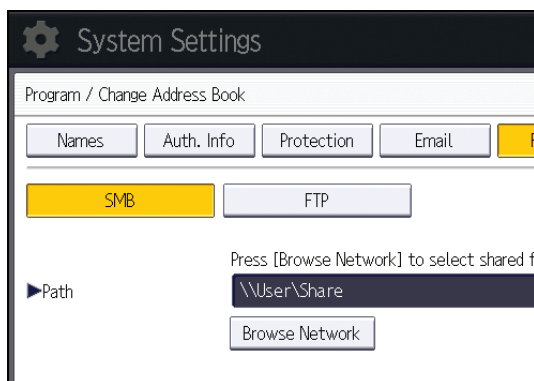 System Settings
Program / Change Address Book
Names Auth. Info Protection Email
SMB FTP
Press [Browse Network] to select shared
▶Path \\User\Share
Browse Network